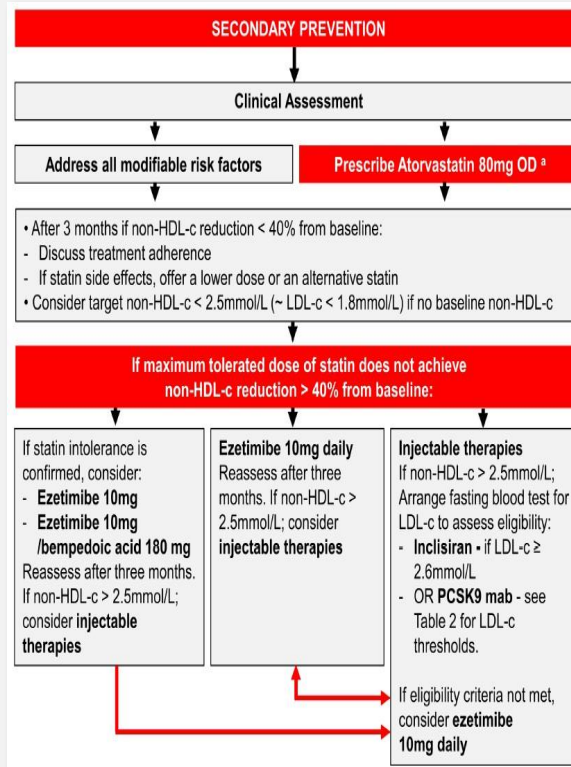 SECONDARY PREVENTION
Clinical Assessment
Address all modifiable risk factors
Prescribe Atorvastatin 80mg OD ª
• After 3 months if non-HDL-c reduction < 40% from baseline:
- Discuss treatment adherence
- If statin side effects, offer a lower dose or an alternative statin
• Consider target non-HDL-c < 2.5mmol/L (~ LDL-c < 1.8mmol/L) if no baseline non-HDL-c
If maximum tolerated dose of statin does not achieve
non-HDL-c reduction > 40% from baseline:
If statin intolerance is
confirmed, consider:
- Ezetimibe 10mg
- Ezetimibe 10mg
/bempedoic acid 180 mg
Reassess after three months.
If non-HDL-c > 2.5mmol/L;
consider injectable
therapies
Ezetimibe 10mg daily
Reassess after three
months. If non-HDL-c >
2.5mmol/L; consider
injectable therapies
Injectable therapies
If non-HDL-c > 2.5mmol/L;
Arrange fasting blood test for
LDL-c to assess eligibility:
- Inclisiran - if LDL-c ≥
2.6mmol/L
- OR PCSK9 mab - see
Table 2 for LDL-c
thresholds.
If eligibility criteria not met,
consider ezetimibe
10mg daily